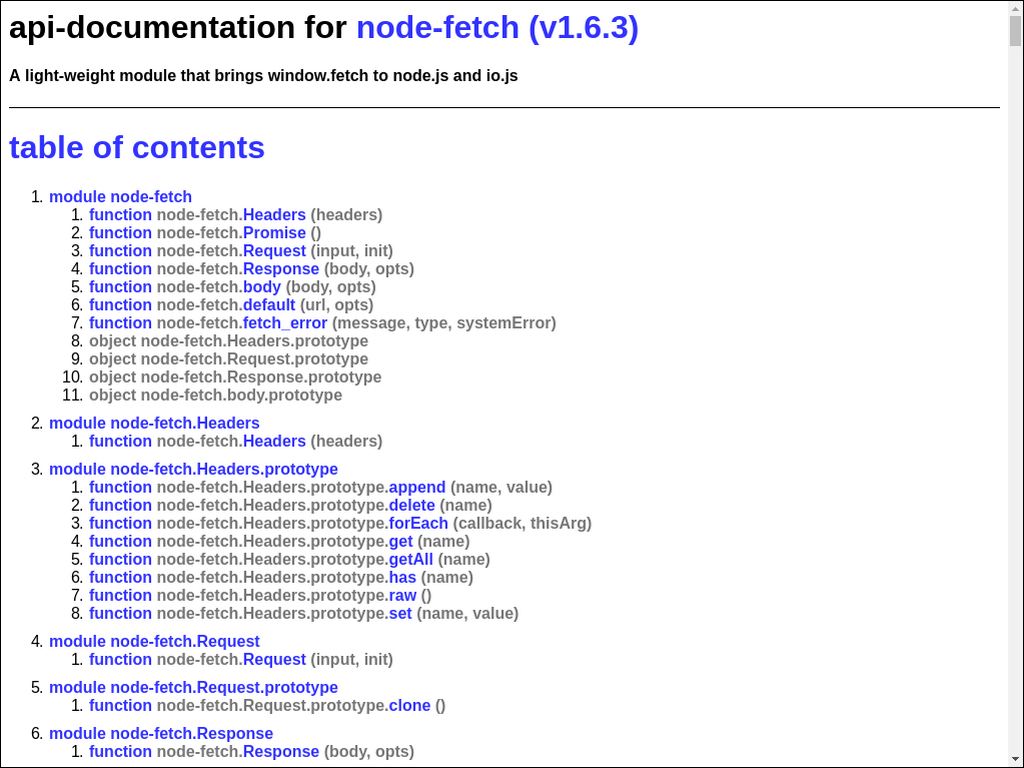 api-documentation for node-fetch (v1.6.3)
A light-weight module that brings window.fetch to node.js and io.js
table of contents
1. module node-fetch
1. function node-fetch.Headers (headers)
2. function node-fetch.Promise ()
3. function node-fetch.Request (input, init)
4. function node-fetch.Response (body, opts)
5. function node-fetch.body (body, opts)
6. function node-fetch.default (url, opts)
7. function node-fetch.fetch_error (message, type, systemError)
8. object node-fetch.Headers.prototype
9. object node-fetch.Request.prototype
10. object node-fetch.Response.prototype
11. object node-fetch.body.prototype
2. module node-fetch.Headers
1. function node-fetch.Headers (headers)
3. module node-fetch.Headers.prototype
1. function node-fetch.Headers.prototype.append (name, value)
2. function node-fetch.Headers.prototype.delete (name)
3. function node-fetch.Headers.prototype.forEach (callback, thisArg)
4. function node-fetch.Headers.prototype.get (name)
5. function node-fetch.Headers.prototype.getAll (name)
6. function node-fetch.Headers.prototype.has (name)
7. function node-fetch.Headers.prototype.raw ()
8. function node-fetch.Headers.prototype.set (name, value)
4. module node-fetch.Request
1. function node-fetch.Request (input, init)
5. module node-fetch.Request.prototype
1. function node-fetch.Request.prototype.clone ()
6. module node-fetch.Response
1. function node-fetch.Response (body, opts)